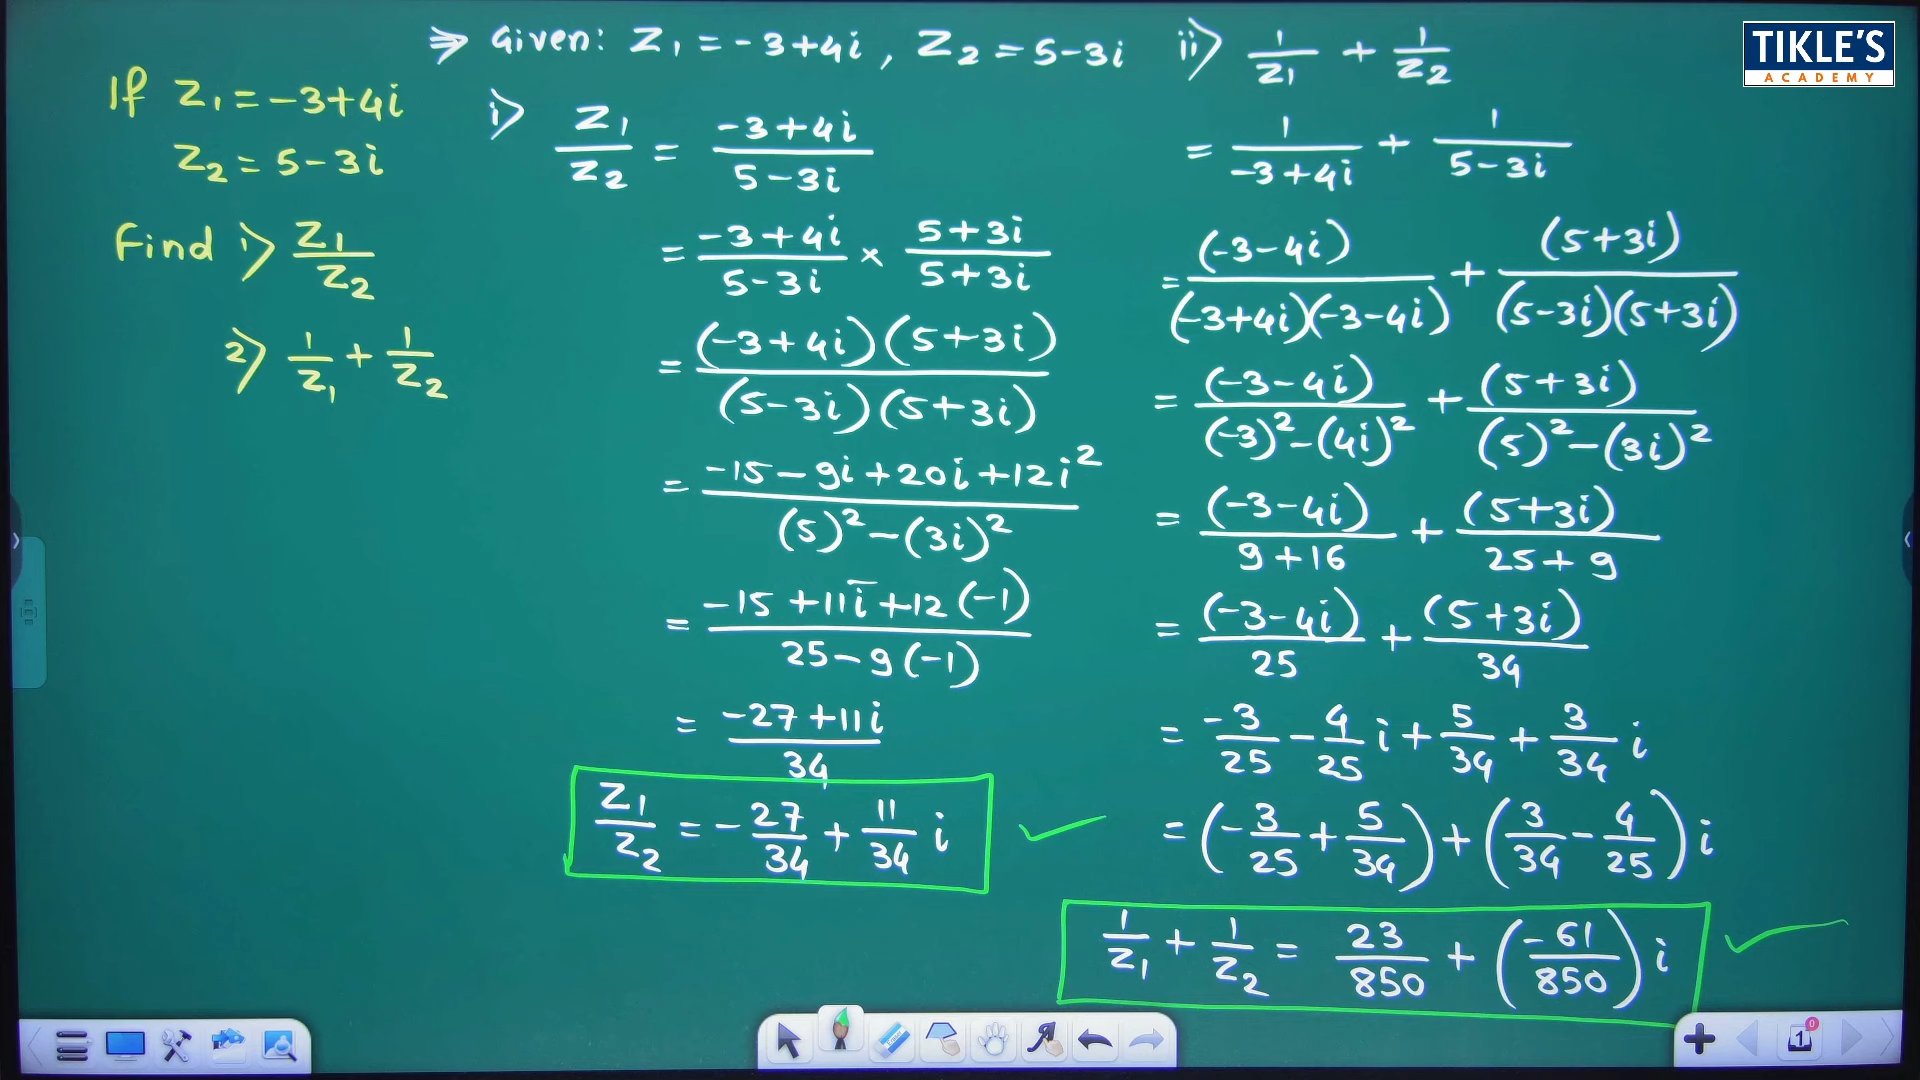 If Z₁ = -3+4i
Z₂ = 5-3i
Find 1) Z₁/Z₂
2) 1/Z₁ + 1/Z₂
⇒ Given: Z₁ = -3+4i, Z₂ = 5-3i
i) Z₁/Z₂ = (-3+4i)/(5-3i)
= (-3+4i)/(5-3i) × (5+3i)/(5+3i)
= (-3+4i)(5+3i)/(5-3i)(5+3i)
= (-15-9i+20i+12i²)/((5)²-(3i)²)
= (-15+11i+12(-1))/(25-9(-1))
= (-27+11i)/34
Z₁/Z₂ = -27/34 + 11/34 i
ii) 1/Z₁ + 1/Z₂
= 1/(-3+4i) + 1/(5-3i)
= (-3-4i)/(-3+4i)(-3-4i) + (5+3i)/(5-3i)(5+3i)
= (-3-4i)/((-3)²-(4i)²) + (5+3i)/((5)²-(3i)²)
= (-3-4i)/(9+16) + (5+3i)/(25+9)
= (-3-4i)/25 + (5+3i)/34
= -3/25 - 4/25 i + 5/34 + 3/34 i
= (-3/25 + 5/34) + (3/34 - 4/25) i
1/Z₁ + 1/Z₂ = 23/850 + (-61/850) i
TIKLE'S
ACADEMY
1
0